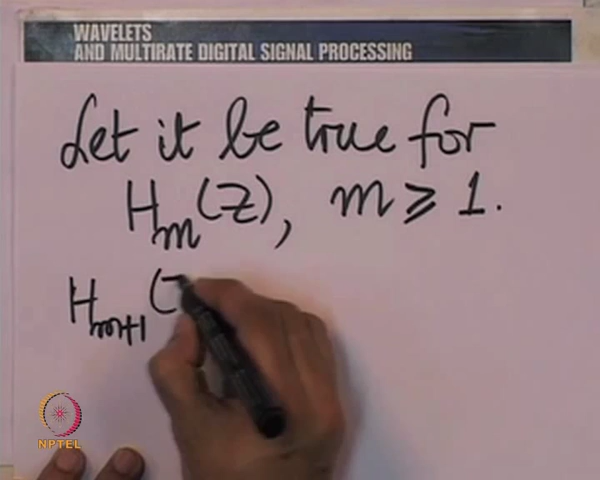 WAVELETS
AND MULTIRATE DIGITAL SIGNAL PROCESSING
Let it be true for
Hm(Z), m ≥ 1.
Hm+1(
NPTEL